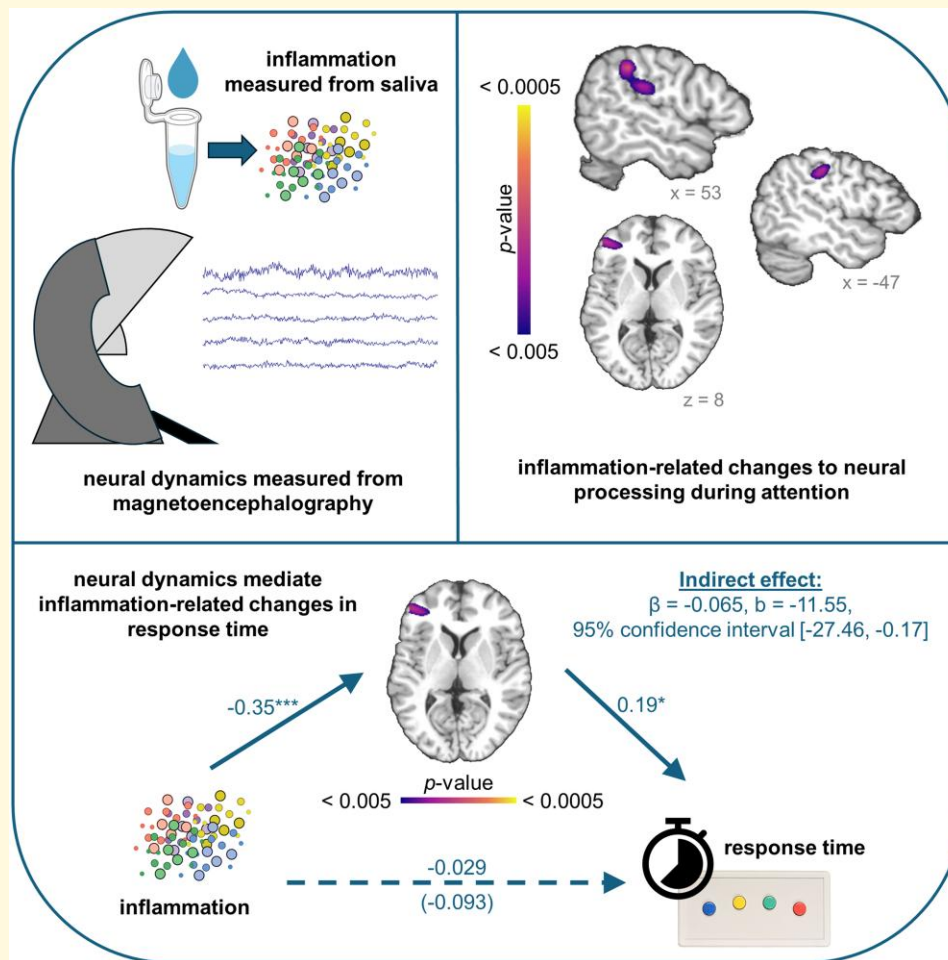 inflammation
measured from saliva
neural dynamics measured from
magnetoencephalography
< 0.0005
p-value
< 0.005
x = 53
x = -47
z = 8
inflammation-related changes to neural
processing during attention
neural dynamics mediate
inflammation-related changes in
response time
Indirect effect:
β = -0.065, b = -11.55,
95% confidence interval [-27.46, -0.17]
-0.35***
0.19*
p-value
< 0.005 < 0.0005
inflammation
-0.029
(-0.093)
response time